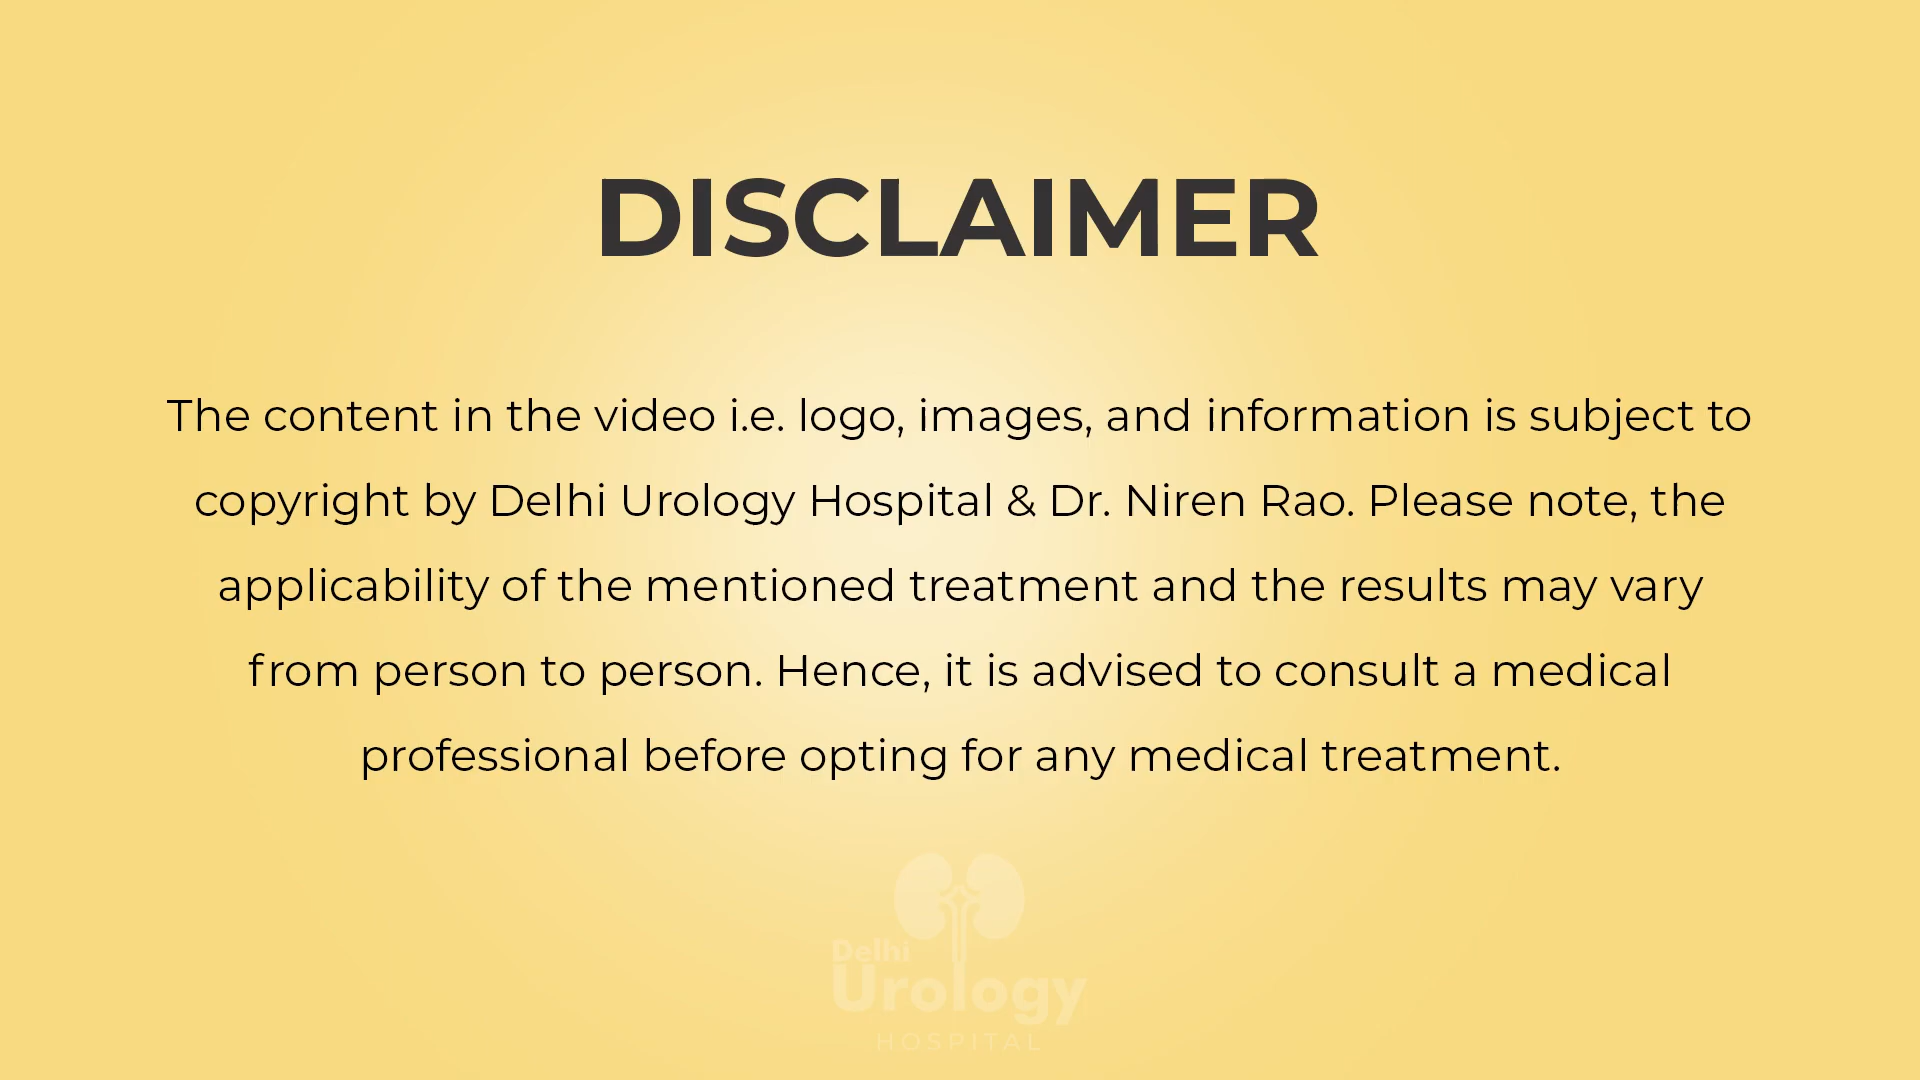 DISCLAIMER
The content in the video i.e. logo, images, and information is subject to
copyright by Delhi Urology Hospital & Dr. Niren Rao. Please note, the
applicability of the mentioned treatment and the results may vary
from person to person. Hence, it is advised to consult a medical
professional before opting for any medical treatment.
Delhi
Urology
HOSPITAL